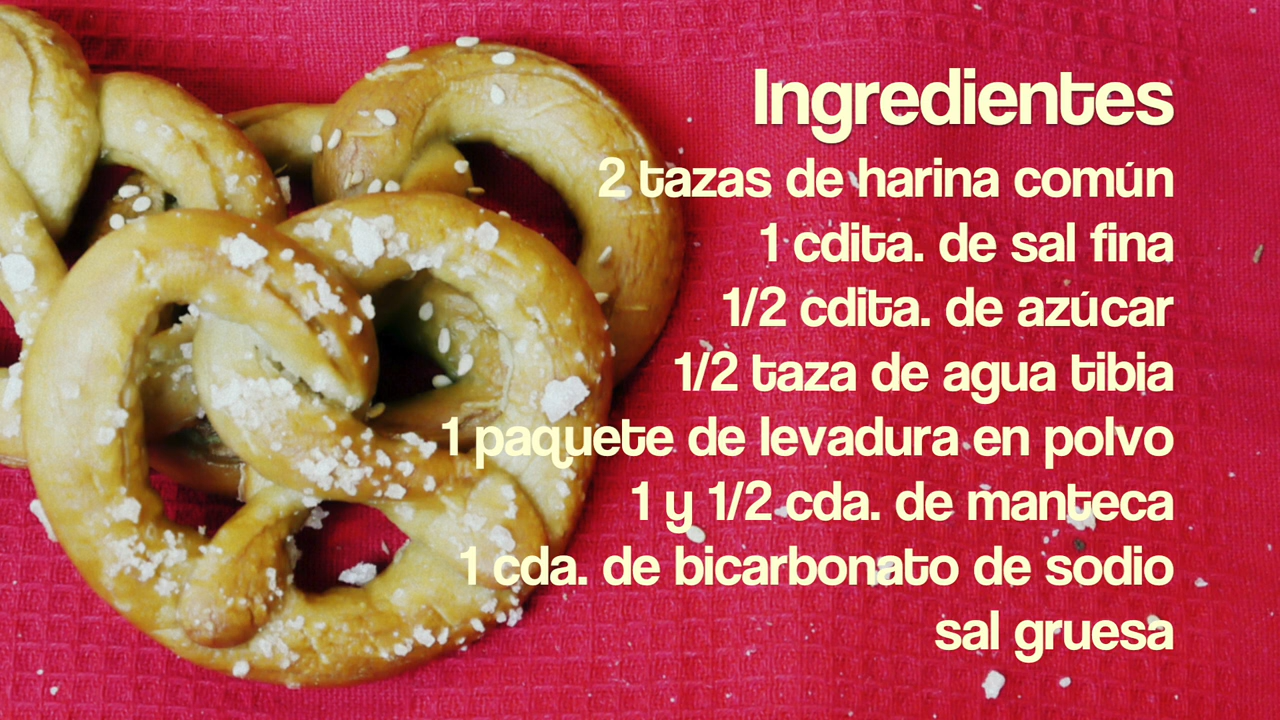 Ingredientes
2 tazas de harina común
1 cdita. de sal fina
1/2 cdita. de azúcar
1/2 taza de agua tibia
1 paquete de levadura en polvo
1 y 1/2 cda. de manteca
1 cda. de bicarbonato de sodio
sal gruesa